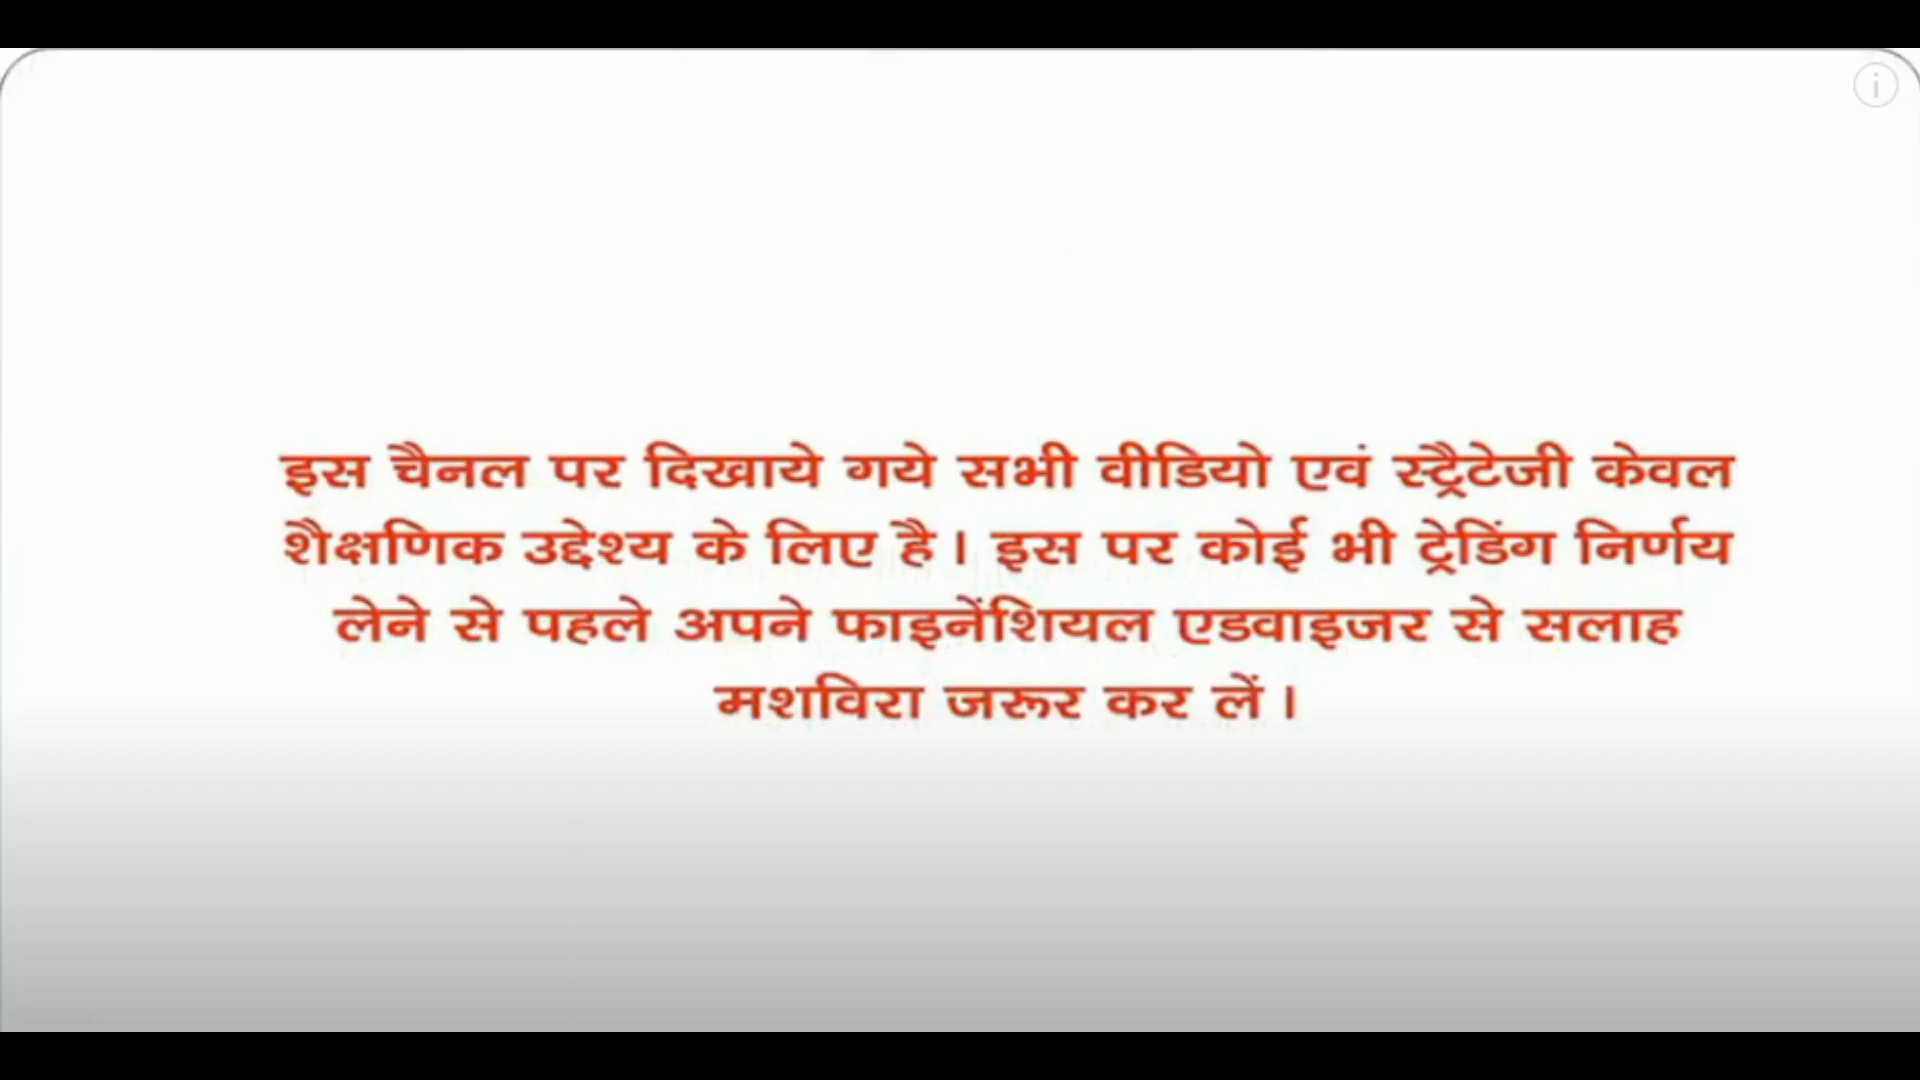 इस चैनल पर दिखाये गये सभी वीडियो एवं स्ट्रैटेजी केवल
शैक्षणिक उद्देश्य के लिए है। इस पर कोई भी ट्रेडिंग निर्णय
लेने से पहले अपने फाइनेंशियल एडवाइजर से सलाह
मशविरा जरूर कर लें।